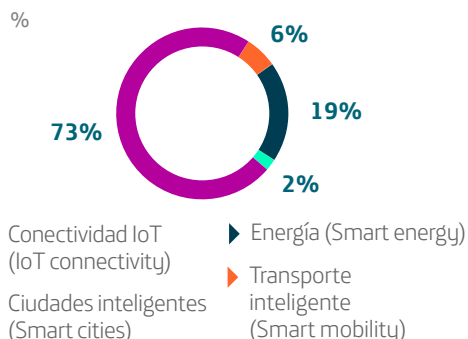 %
6%
19%
73%
2%
Conectividad IoT
(IoT connectivity)
Ciudades inteligentes
(Smart cities)
Energía (Smart energy)
Transporte
inteligente
(Smart mobility)